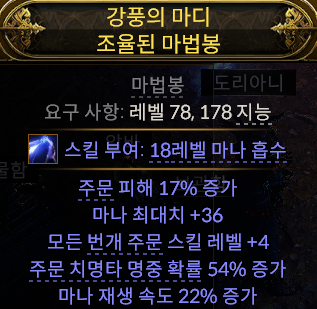 강풍의 마디
조율된 마법봉
마법봉
도리아니
요구 사항: 레벨 78, 178 지능
스킬 부여: 18레벨 마나 흡수
주문 피해 17% 증가
마나 최대치 +36
모든 번개 주문 스킬 레벨 +4
주문 치명타 명중 확률 54% 증가
마나 재생 속도 22% 증가